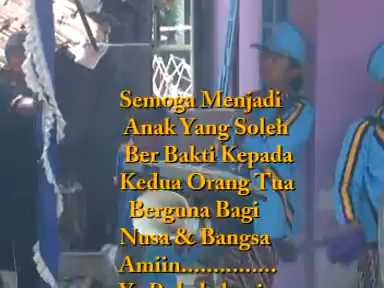 Semoga Menjadi
Anak Yang Soleh
Ber Bakti Kepada
Kedua Orang Tua
Berguna Bagi
Nusa & Bangsa
Amiin...............